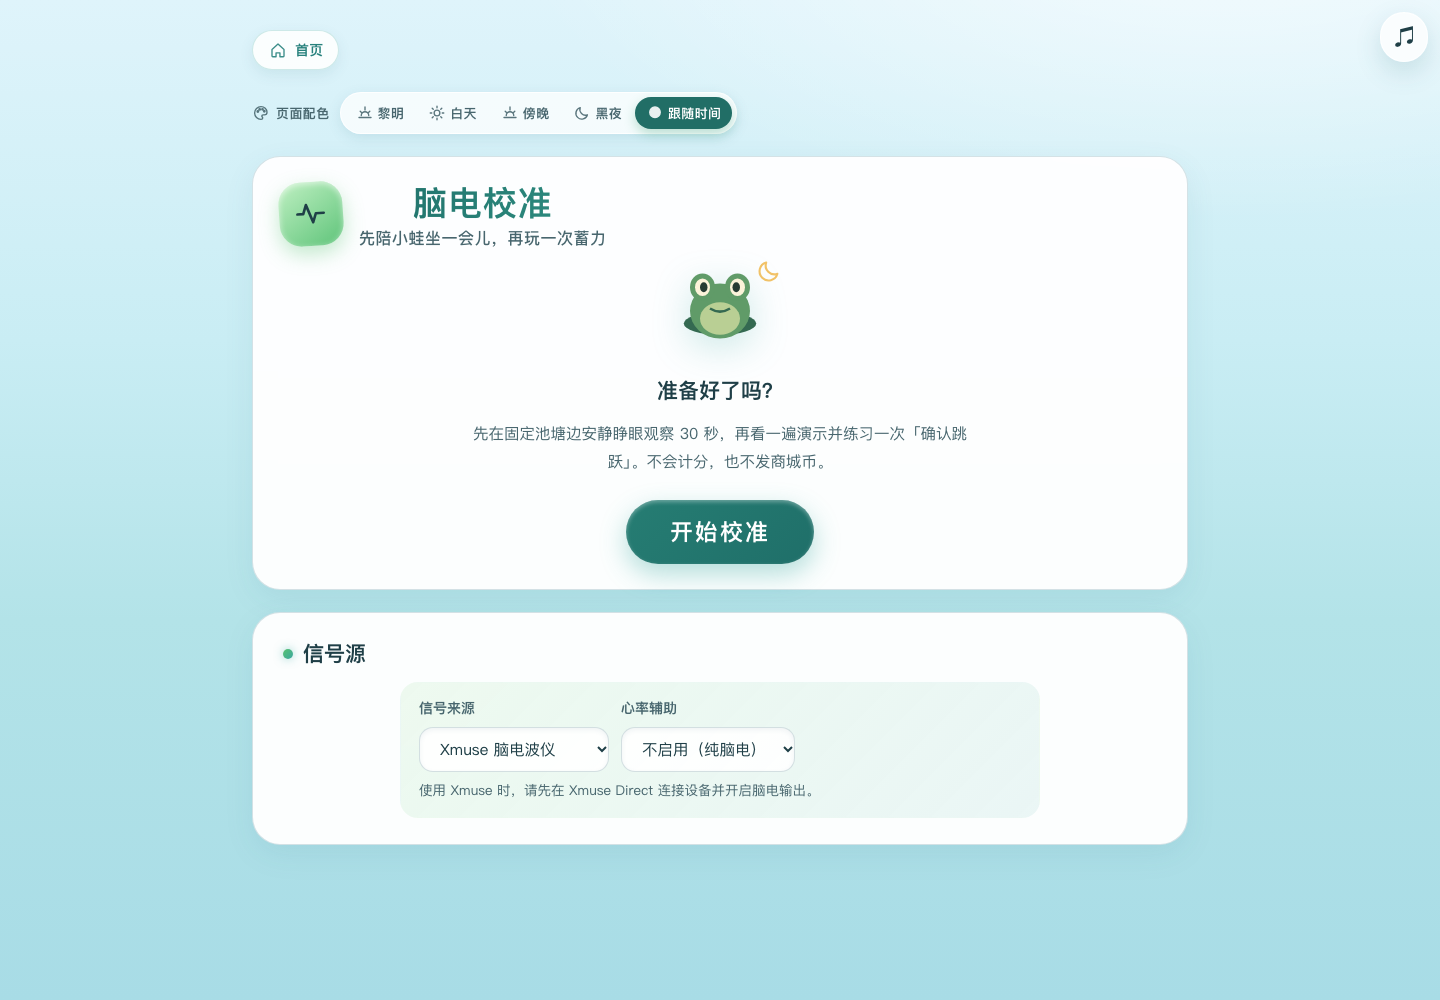 首页
页面配色 黎明 白天 傍晚 黑夜 跟随时间
脑电校准
先陪小蛙坐一会儿，再玩一次蓄力
准备好了吗？
先在固定池塘边安静睁眼观察 30 秒，再看一遍演示并练习一次「确认跳
跃」。不会计分，也不发商城币。
开始校准
信号源
信号来源 心率辅助
Xmuse 脑电波仪 不启用（纯脑电）
使用 Xmuse 时，请先在 Xmuse Direct 连接设备并开启脑电输出。